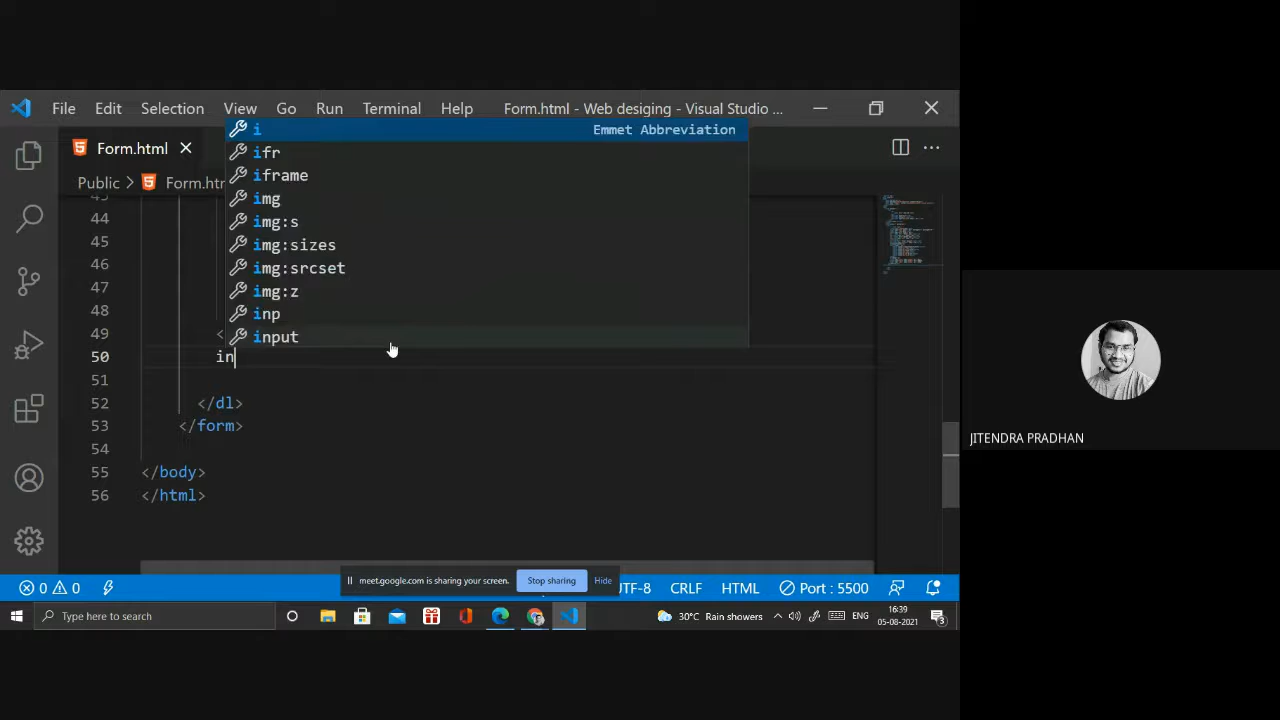 File Edit Selection View Go Run Terminal Help Form.html - Web desiging - Visual Studio ...
Form.html
Public > Form.htm
i Emmet Abbreviation
ifr
iframe
img
img:s
img:sizes
img:srcset
img:z
inp
input
44
45
46
47
48
49 <
50 in
51
52 </dl>
53 </form>
54
55 </body>
56 </html>
JITENDRA PRADHAN
meet.google.com is sharing your screen. Stop sharing Hide
0 0 UTF-8 CRLF HTML Port : 5500
Type here to search 30°C Rain showers ENG 16:39
05-08-2021 3